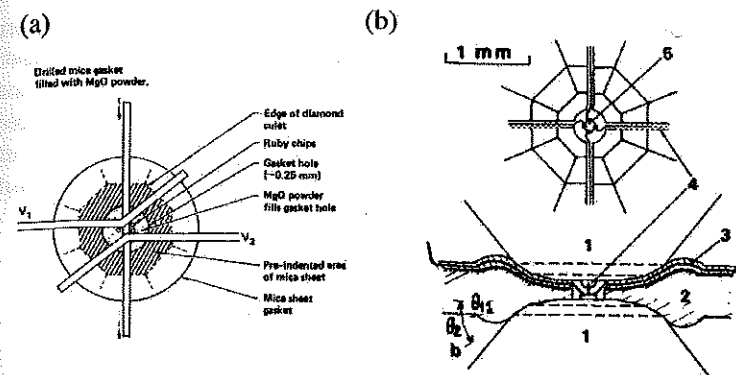 (a)
Drilled mica gasket
filled with MgO powder.
Edge of diamond
culet
Ruby chips
Gasket hole
(~0.25 mm)
MgO powder
fills gasket hole
Pre-indented area
of mica sheet
Mica sheet
gasket
V1
V2
I
I
(b)
1 mm
5
4
1
3
2
θ11
θ2
b
1